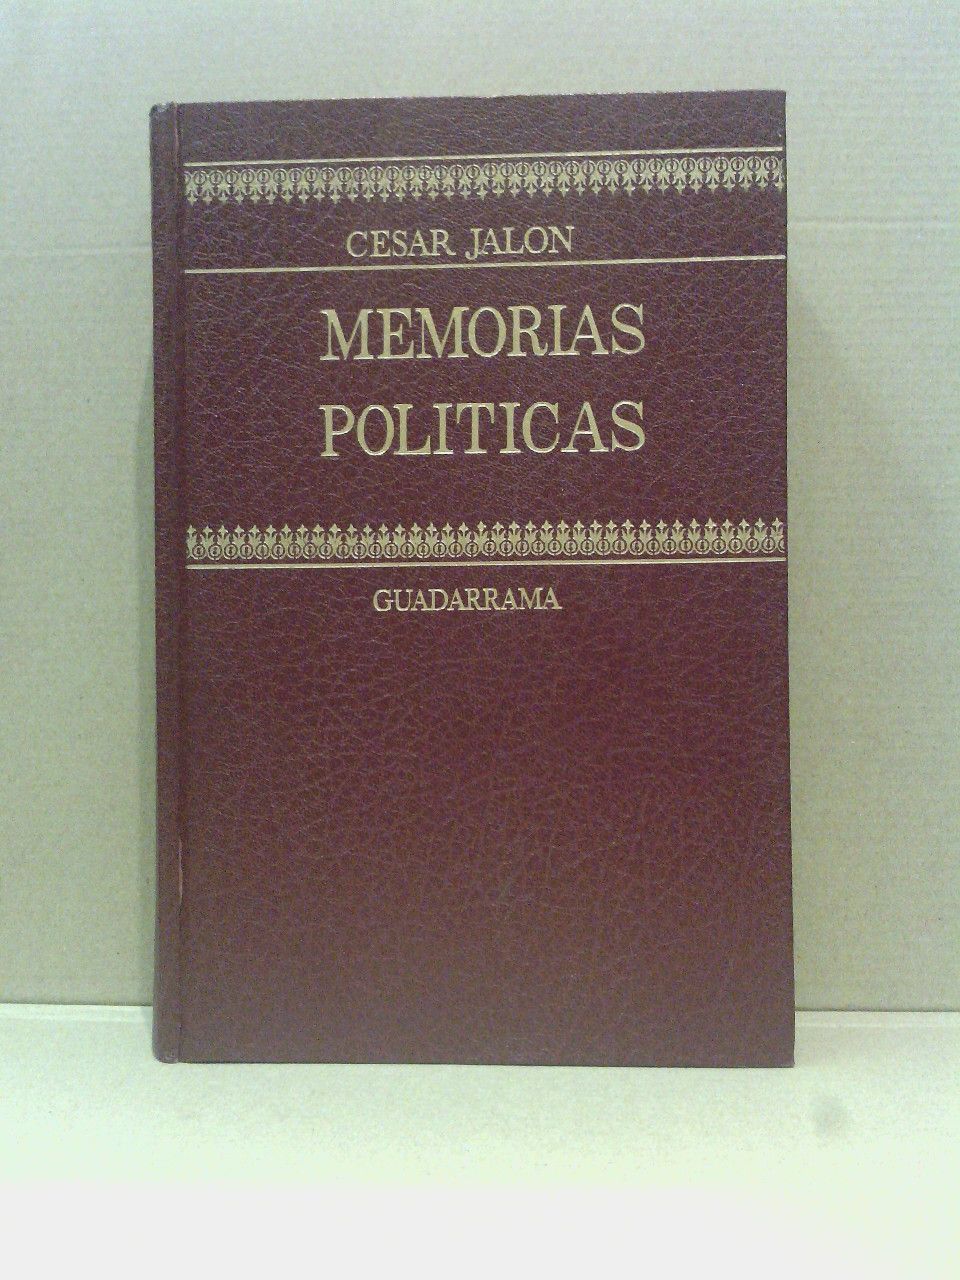 CESAR JALON
MEMORIAS
POLITICAS
GUADARRAMA